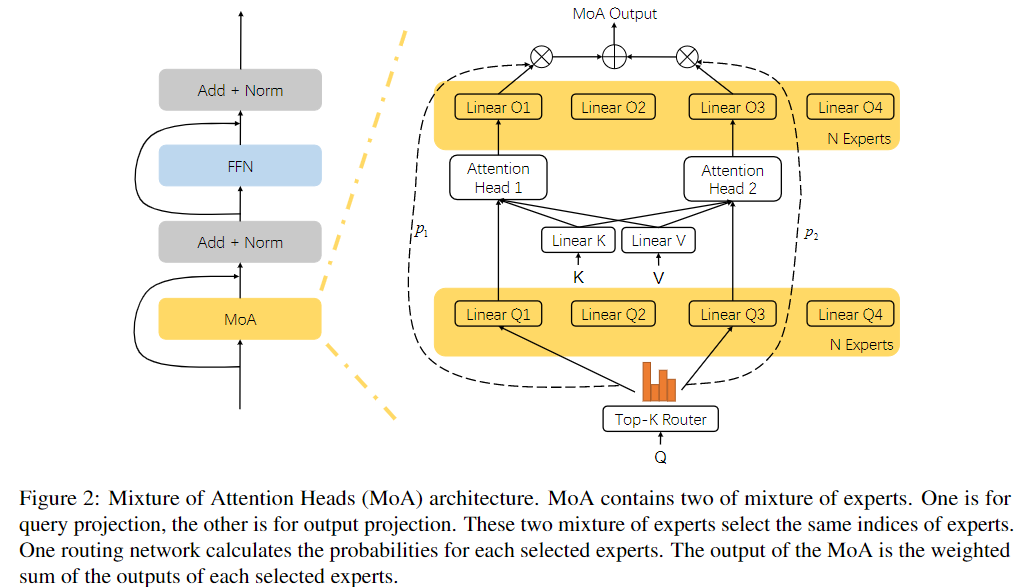 MoA Output
Add + Norm
FFN
Add + Norm
MoA
Linear O1
Linear O2
Linear O3
Linear O4
N Experts
Attention
Head 1
Attention
Head 2
p1
p2
Linear K
Linear V
K
V
Linear Q1
Linear Q2
Linear Q3
Linear Q4
N Experts
Top-K Router
Q
Figure 2: Mixture of Attention Heads (MoA) architecture. MoA contains two of mixture of experts. One is for
query projection, the other is for output projection. These two mixture of experts select the same indices of experts.
One routing network calculates the probabilities for each selected experts. The output of the MoA is the weighted
sum of the outputs of each selected experts.